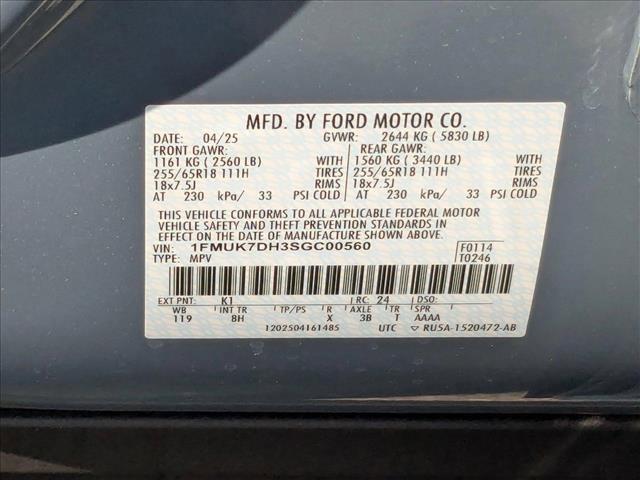 MFD. BY FORD MOTOR CO.
DATE: 04/25 GVWR: 2644 KG ( 5830 LB)
FRONT GAWR: REAR GAWR:
1161 KG ( 2560 LB) WITH 1560 KG ( 3440 LB) WITH
255/65R18 111H TIRES 255/65R18 111H TIRES
18x7.5J RIMS 18x7.5J RIMS
AT 230 kPa/ 33 PSI COLD AT 230 kPa/ 33 PSI COLD
THIS VEHICLE CONFORMS TO ALL APPLICABLE FEDERAL MOTOR
VEHICLE SAFETY AND THEFT PREVENTION STANDARDS IN
EFFECT ON THE DATE OF MANUFACTURE SHOWN ABOVE.
VIN: 1FMUK7DH3SGC00560 F0114
TYPE: MPV T0246
EXT PNT: K1 RC: 24 DSO:
WB INT TR TP/PS R AXLE TR SPR
119 8H X 3B T AAAA
1202504161485 UTC ▽ RU5A-1520472-AB